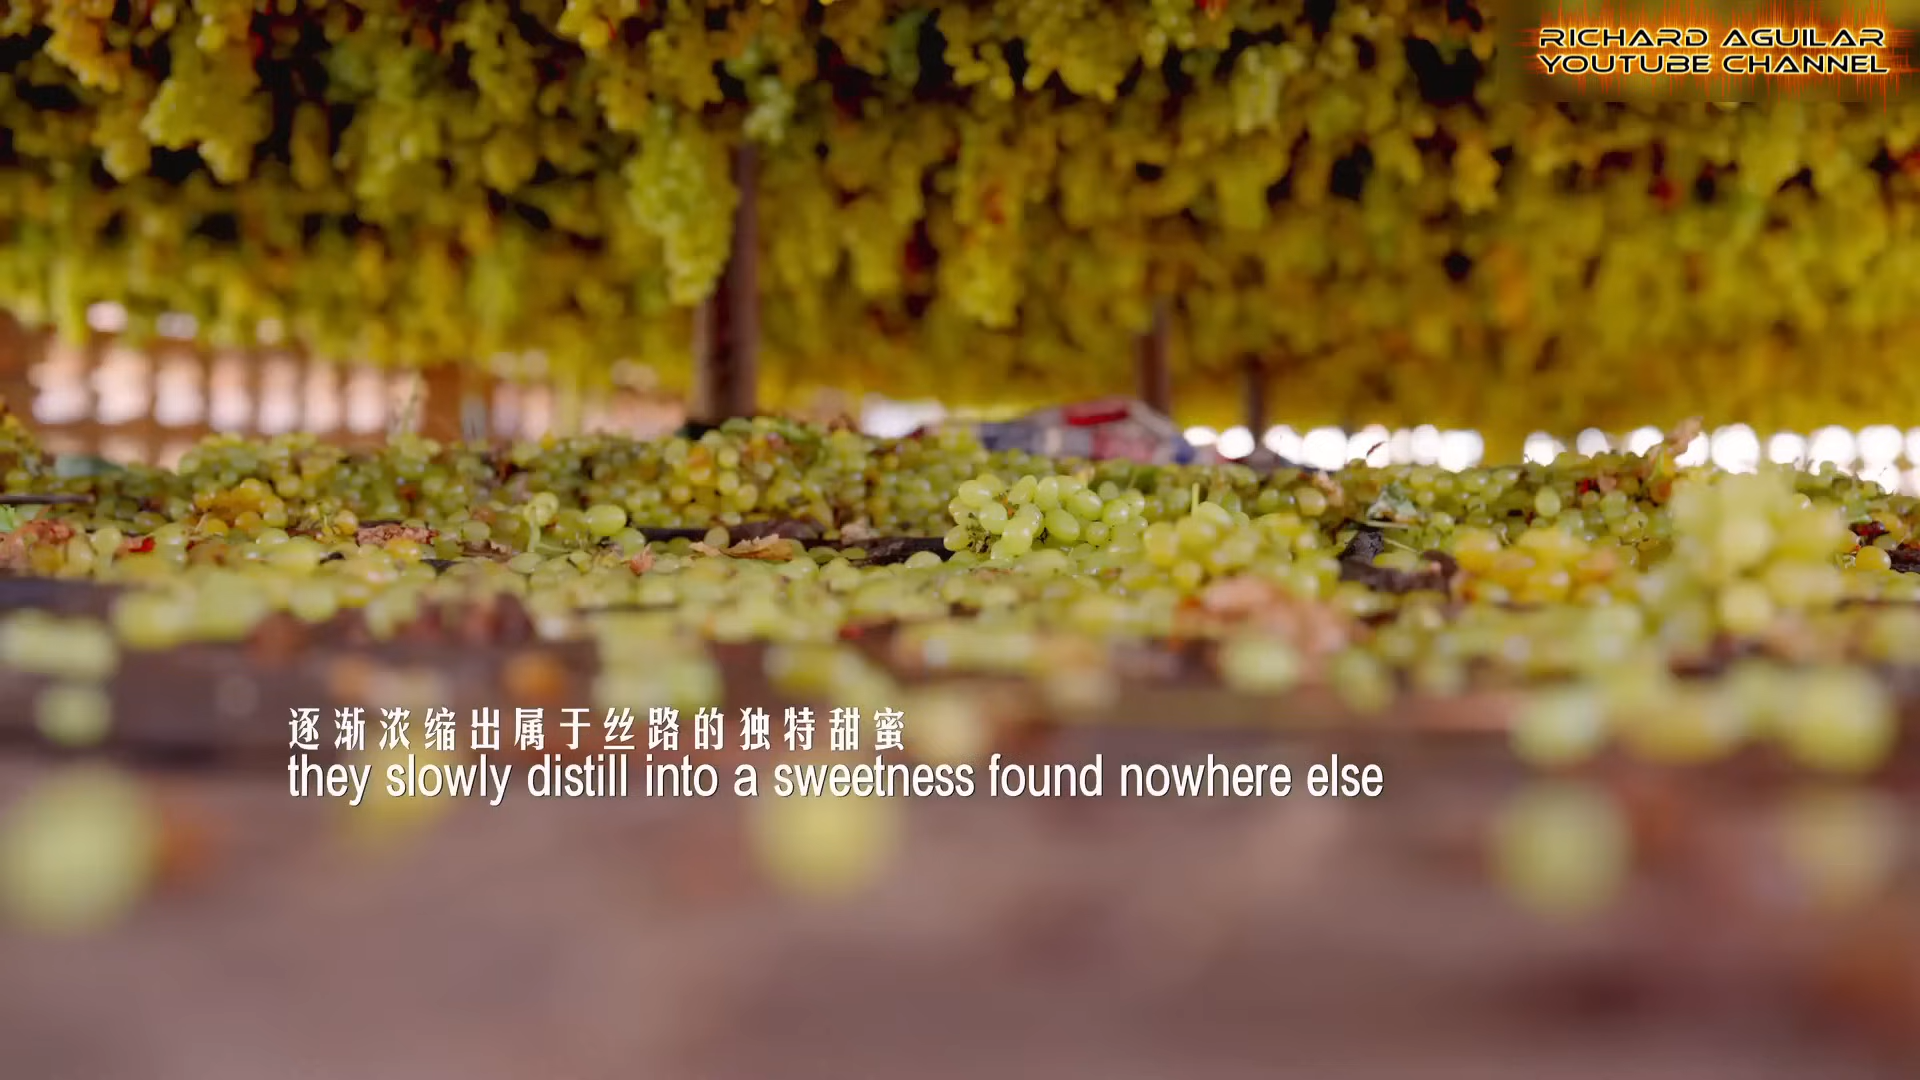 RICHARD AGUILAR
YOUTUBE CHANNEL
逐渐浓缩出属于丝路的独特甜蜜
they slowly distill into a sweetness found nowhere else